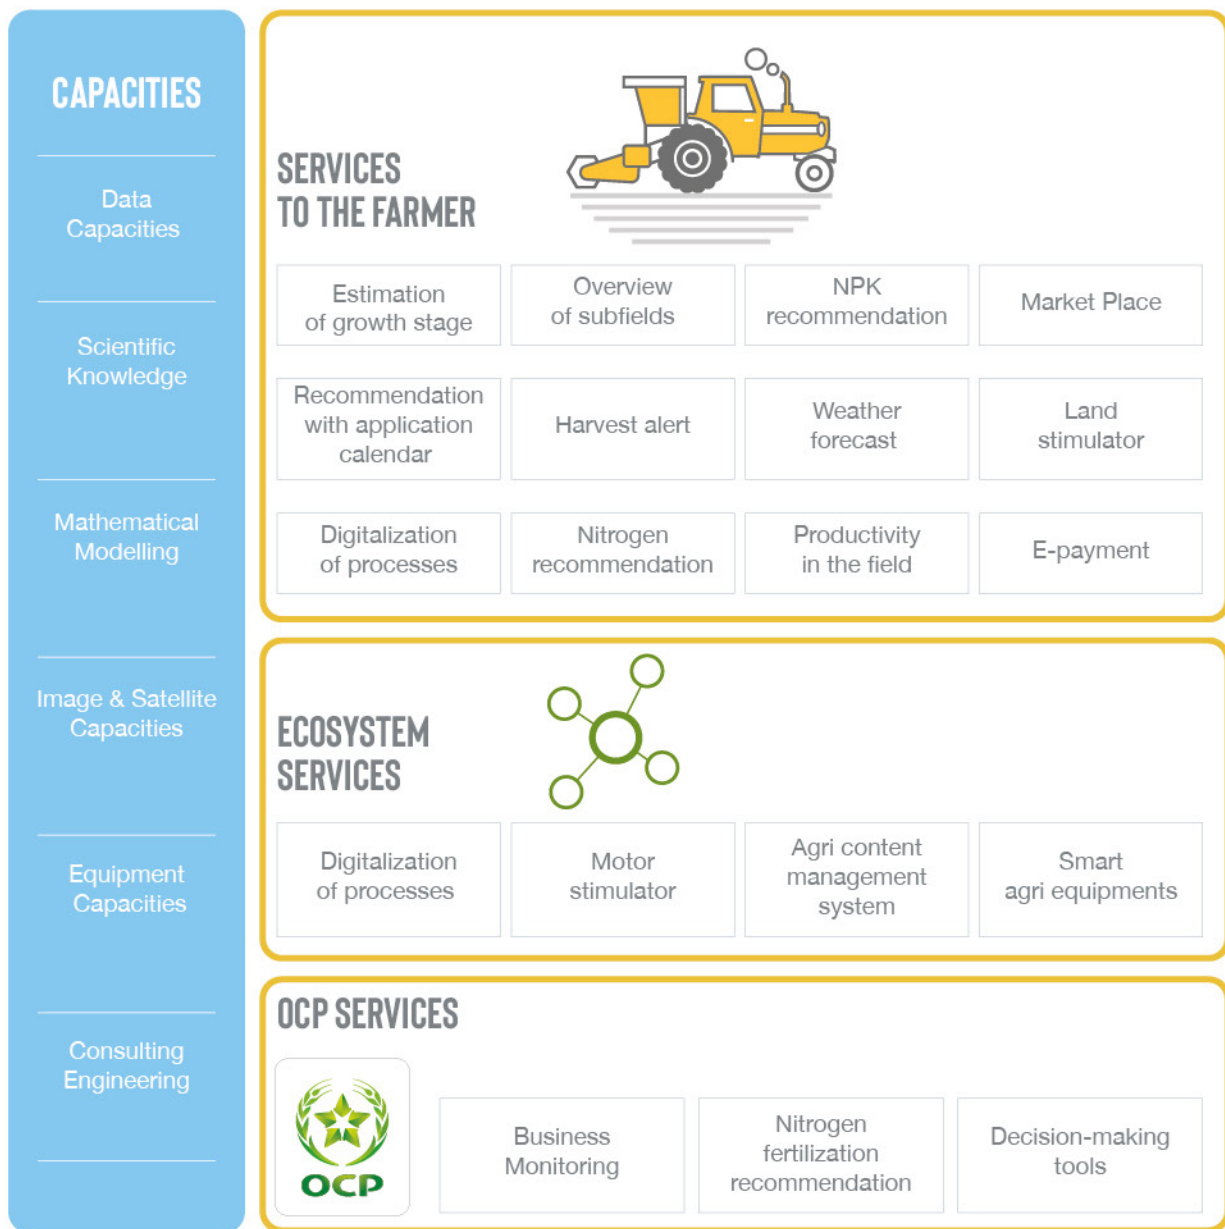 CAPACITIES
Data
Capacities
Scientific
Knowledge
Mathematical
Modelling
Image & Satellite
Capacities
Equipment
Capacities
Consulting
Engineering
SERVICES
TO THE FARMER
Estimation
of growth stage
Overview
of subfields
NPK
recommendation
Market Place
Recommendation
with application
calendar
Harvest alert
Weather
forecast
Land
stimulator
Digitalization
of processes
Nitrogen
recommendation
Productivity
in the field
E-payment
ECOSYSTEM
SERVICES
Digitalization
of processes
Motor
stimulator
Agri content
management
system
Smart
agri equipments
OCP SERVICES
OCP
Business
Monitoring
Nitrogen
fertilization
recommendation
Decision-making
tools